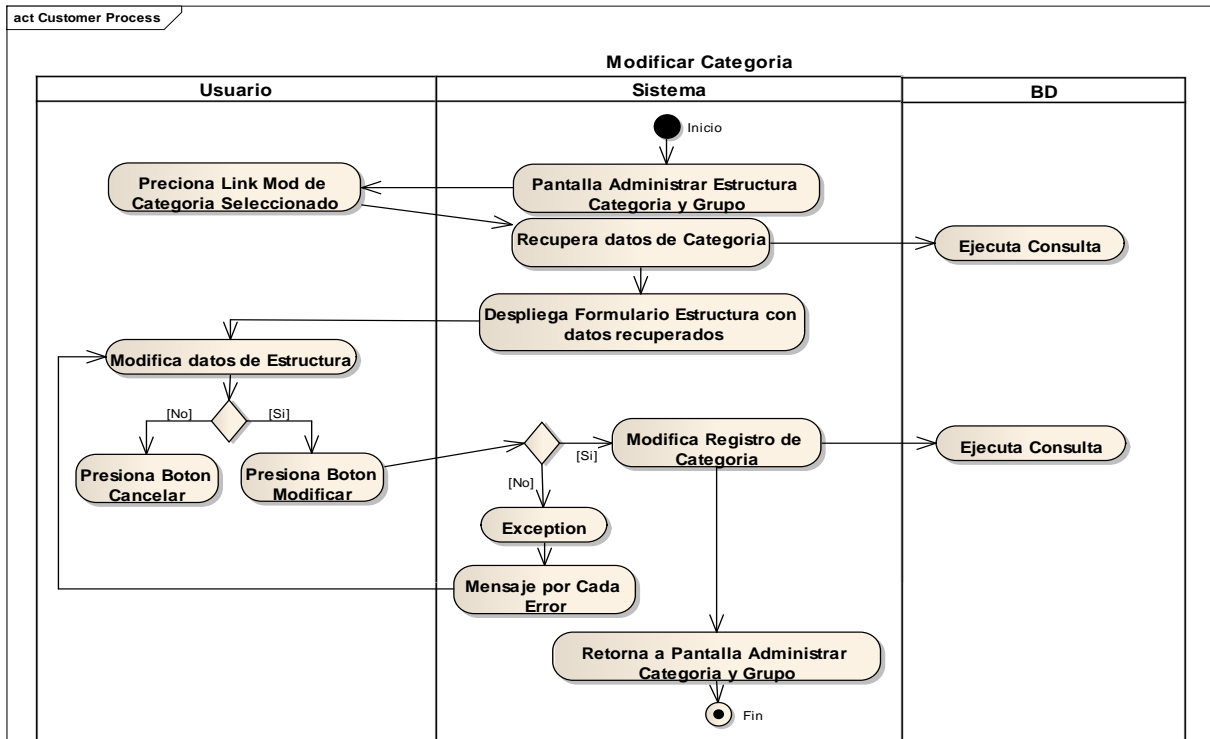 act Customer Process
Modificar Categoria
Usuario
Sistema
BD
Inicio
Preciona Link Mod de
Categoria Seleccionado
Pantalla Administrar Estructura
Categoria y Grupo
Recupera datos de Categoria
Ejecuta Consulta
Despliega Formulario Estructura con
datos recuperados
Modifica datos de Estructura
[No]
[Si]
Presiona Boton
Cancelar
Presiona Boton
Modificar
[Si]
Modifica Registro de
Categoria
Ejecuta Consulta
[No]
Exception
Mensaje por Cada
Error
Retorna a Pantalla Administrar
Categoria y Grupo
Fin